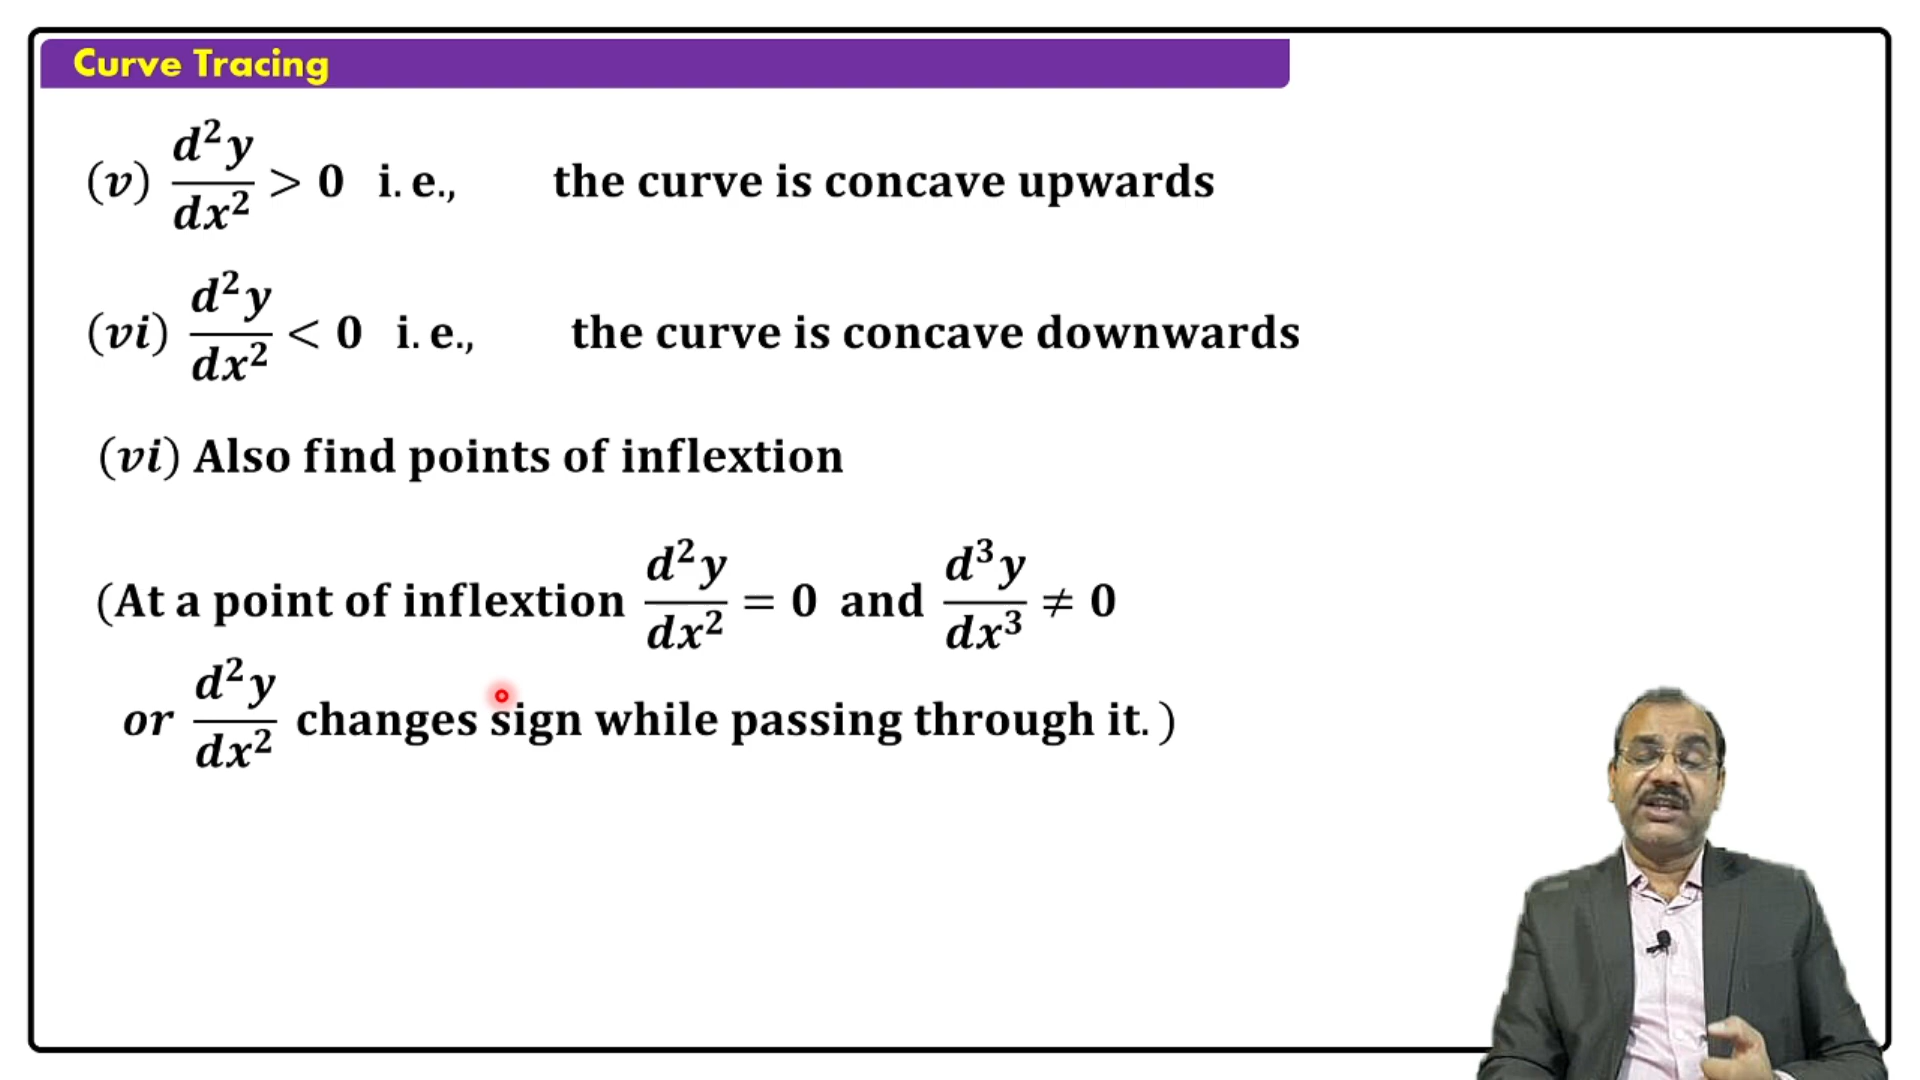 Curve Tracing
(v) d²y/dx² > 0 i.e., the curve is concave upwards
(vi) d²y/dx² < 0 i.e., the curve is concave downwards
(vi) Also find points of inflextion
(At a point of inflextion d²y/dx² = 0 and d³y/dx³ ≠ 0
or d²y/dx² changes sign while passing through it.)